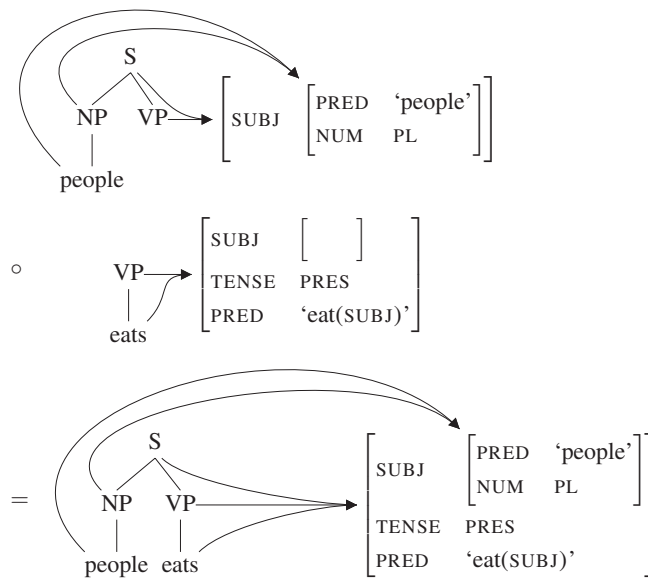 S
NP VP SUBJ PRED ‘people’
NUM PL
people
∘
SUBJ
VP TENSE PRES
PRED ‘eat(SUBJ)’
eats
=
S
SUBJ PRED ‘people’
NUM PL
NP VP
TENSE PRES
people eats PRED ‘eat(SUBJ)’